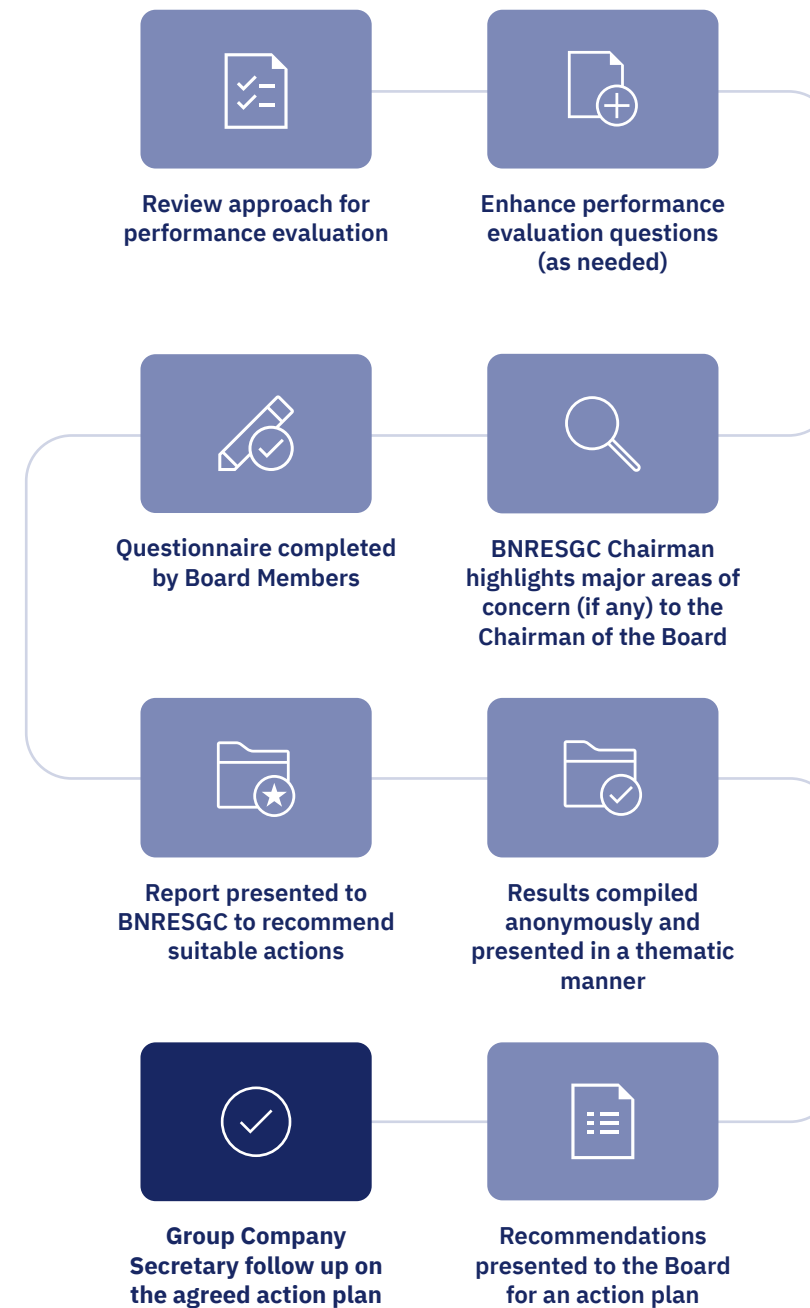 Review approach for
performance evaluation
Enhance performance
evaluation questions
(as needed)
Questionnaire completed
by Board Members
BNRESGC Chairman
highlights major areas of
concern (if any) to the
Chairman of the Board
Report presented to
BNRESGC to recommend
suitable actions
Results compiled
anonymously and
presented in a thematic
manner
Group Company
Secretary follow up on
the agreed action plan
Recommendations
presented to the Board
for an action plan